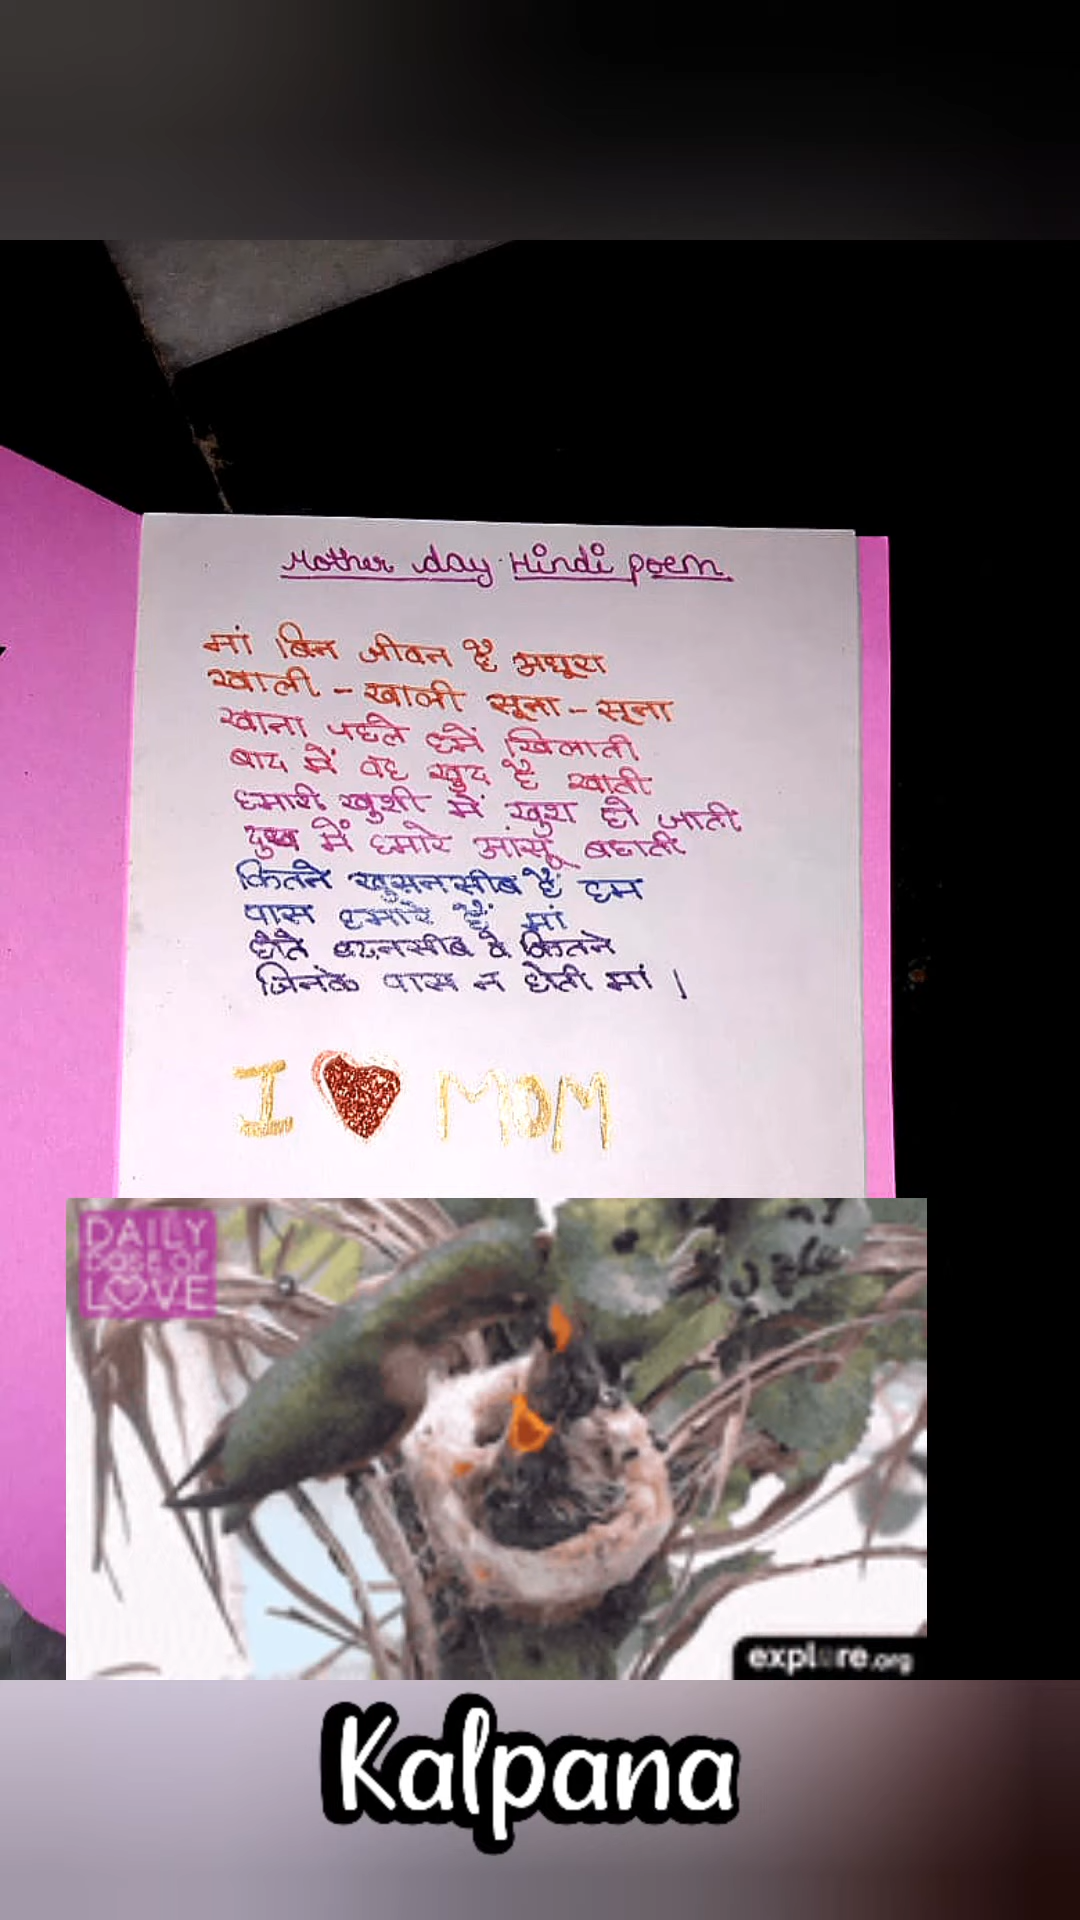 Mother day Hindi poem
मां बिन जीवन है अधूरा
खाली - खाली सूना - सूना
खाना पहले हमें खिलाती
बाद में वह खुद है खाती
हमारी खुशी में खुश हो जाती
दुख में हमारे आंसू बहाती
कितने खुसनसीब हैं हम
पास हमारे हैं मां
होते बदनसीब वे कितने
जिनके पास न होती मां ।
I ❤ MOM
DAILY
DOSE OF
LOVE
explore.org
Kalpana